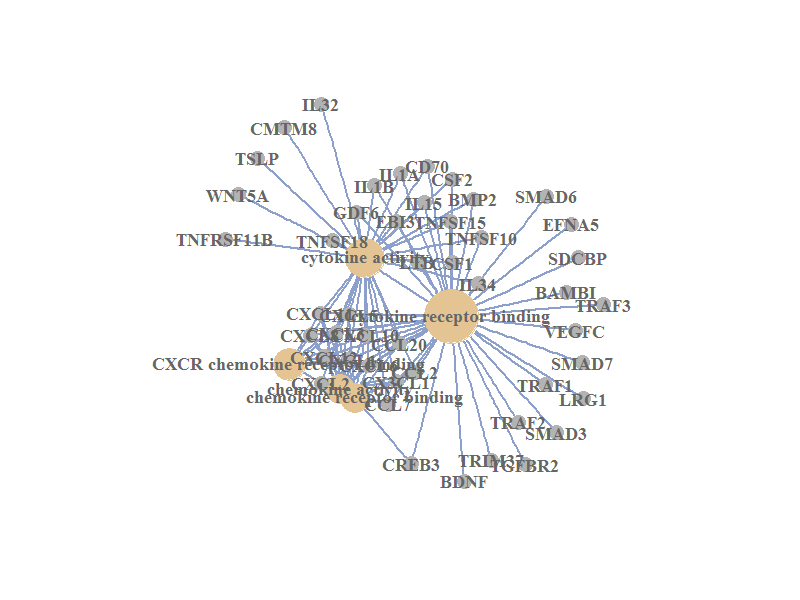 IL32
CMTM8
TSLP
CD70
IL1A
CSF2
IL1B
WNT5A
SMAD6
BMP2
IL15
GDF6
EBI3
TNFSF15
EFNA5
TNFRSF11B
TNFSF18
TNFSF10
cytokine activity
SDCBP
LTB
CSF1
IL34
BAMBI
TRAF3
cytokine receptor binding
VEGFC
CCL20
CXCR chemokine receptor binding
SMAD7
CCL2
CXCL2
CX3CL1
TRAF1
chemokine activity
chemokine receptor binding
LRG1
CCL7
TRAF2
SMAD3
CREB3
TRIM37
TGFBR2
BDNF